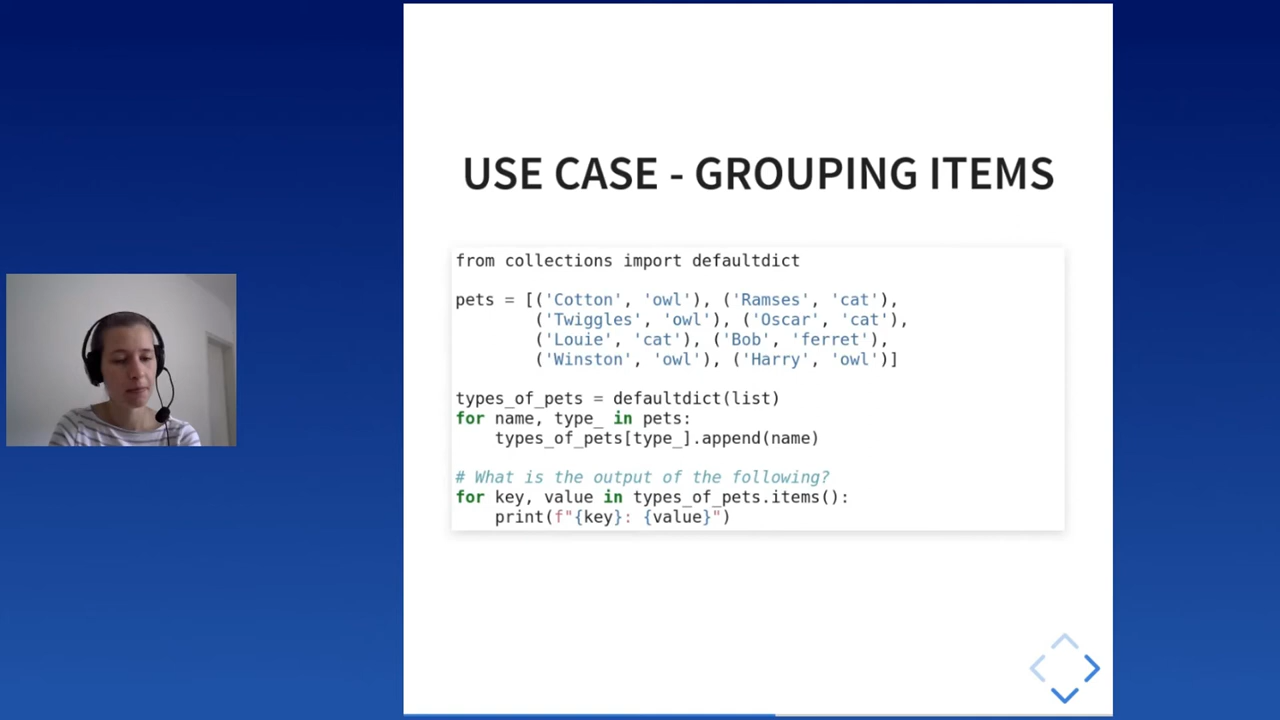 USE CASE - GROUPING ITEMS
from collections import defaultdict
pets = [('Cotton', 'owl'), ('Ramses', 'cat'),
('Twiggles', 'owl'), ('Oscar', 'cat'),
('Louie', 'cat'), ('Bob', 'ferret'),
('Winston', 'owl'), ('Harry', 'owl')]
types_of_pets = defaultdict(list)
for name, type_ in pets:
types_of_pets[type_].append(name)
# What is the output of the following?
for key, value in types_of_pets.items():
print(f"{key}: {value}")